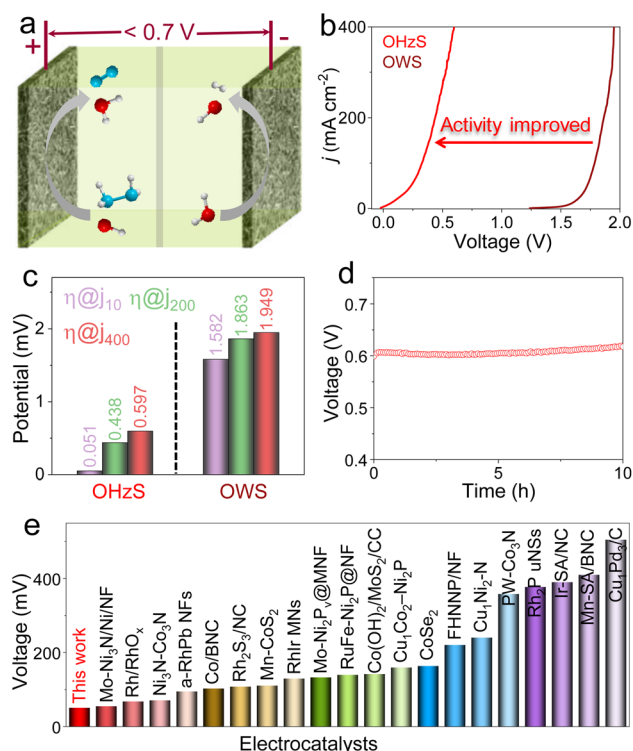 a
+
< 0.7 V
-
b
j (mA cm⁻²)
400
200
0
OHzS
OWS
Activity improved
0.0 0.5 1.0 1.5 2.0
Voltage (V)
c
Potential (mV)
2
1
0
η@j₁₀ η@j₂₀₀
η@j₄₀₀
0.051
0.438
0.597
1.582
1.863
1.949
OHzS
OWS
d
Voltage (V)
0.7
0.6
0.5
0.4
0 5 10
Time (h)
e
Voltage (mV)
400
200
0
This work
Mo-Ni₃N/Ni/NF
Rh/RhOₓ
Ni₃N-Co₃N
a-RhPb NFs
Co/BNC
Rh₂S₃/NC
Mn-CoS₂
RhIr MNs
Mo-Ni₂Pᵥ@MNF
RuFe-Ni₂P@NF
Co(OH)₂/MoS₂/CC
Cu₁Co₂–Ni₂P
CoSe₂
FHNNP/NF
Cu₁Ni₂-N
PW-Co₃N
Rh₂P uNSs
Ir-SA/NC
Mn-SA/BNC
Cu₁Pd₃/C
Electrocatalysts